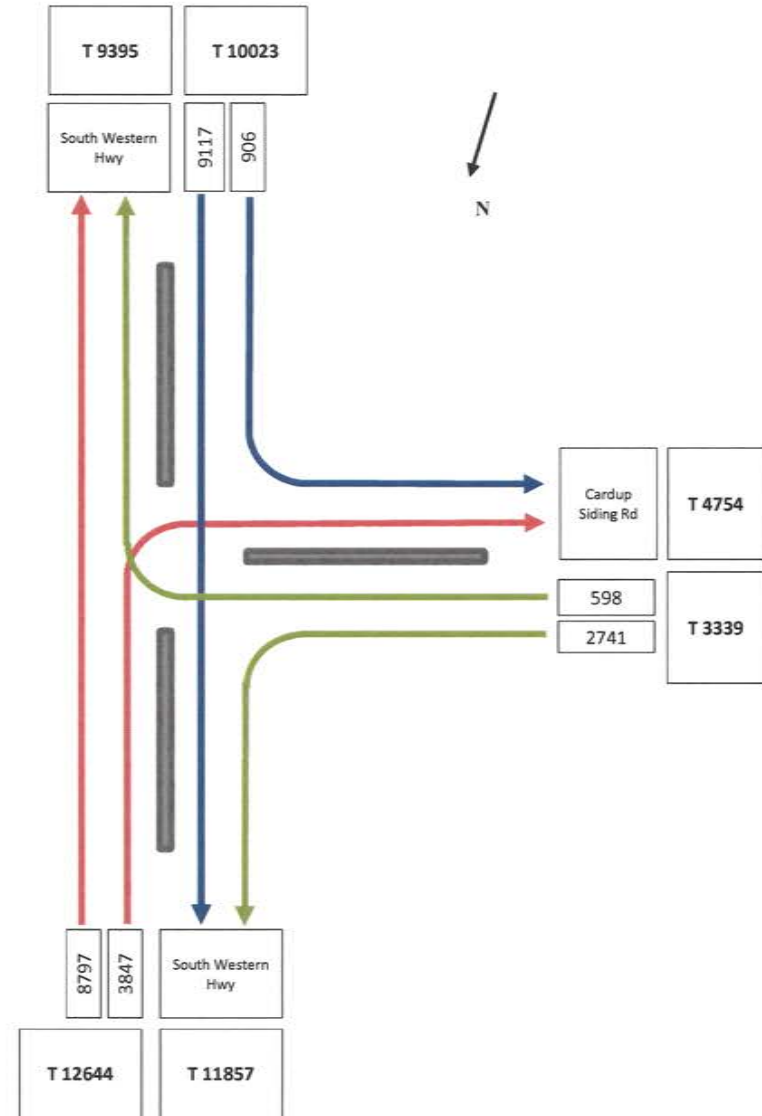 T 9395
T 10023
South Western
Hwy
9117
906
N
Cardup
Siding Rd
T 4754
598
2741
T 3339
8797
3847
South Western
Hwy
T 12644
T 11857